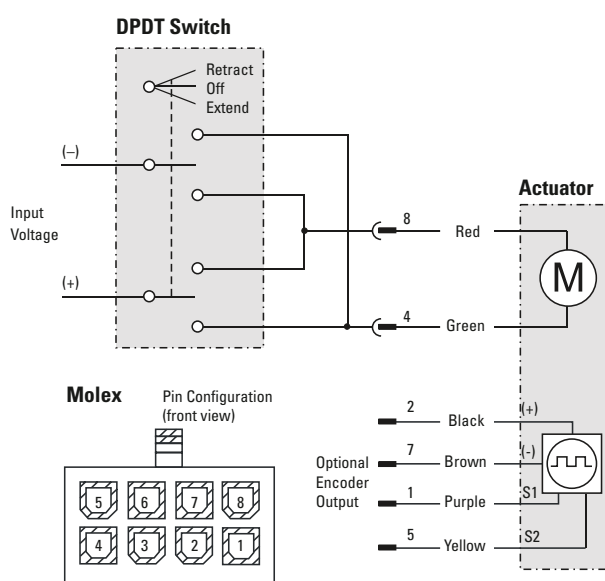 DPDT Switch
Retract
Off
Extend
(–)
Input
Voltage
(+)
Actuator
8
Red
M
4
Green
Molex
Pin Configuration
(front view)
5 6 7 8
4 3 2 1
Optional
Encoder
Output
2
Black
(+)
7
Brown
(-)
1
Purple
S1
5
Yellow
S2